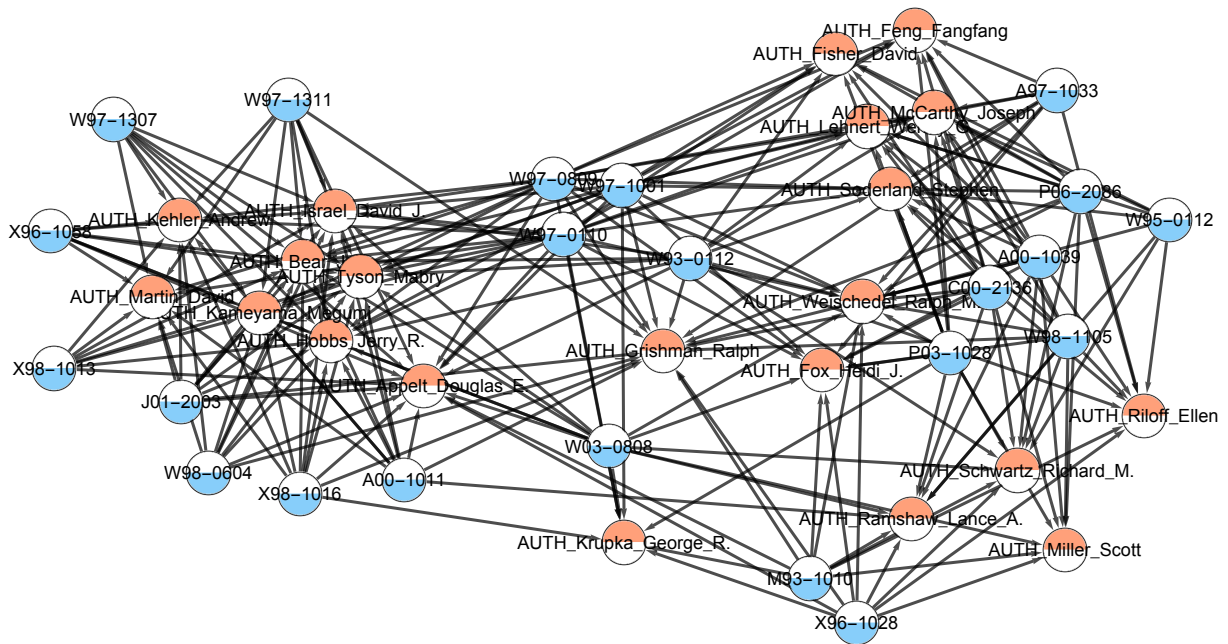 AUTH_Feng_Fangfang
AUTH_Fisher_David
W97-1311
A97-1033
W97-1307
AUTH_McCarthy_Joseph
AUTH_Lehnert_We
W97-0809
W97-1001
AUTH_Soderland_Stephen
P06-2086
AUTH_Kehler_Andrew
AUTH_Israel_David_J.
W95-0112
X96-1058
W97-0110
AUTH_Bear
W93-0112
A00-1039
AUTH_Tyson_Mabry
C00-2136
AUTH_Martin_David
AUTH_Weischedel_Ralph_M.
AUTH_Kameyama_Megumi
AUTH_Hobbs_Jerry_R.
W98-1105
AUTH_Grishman_Ralph
P03-1028
X98-1013
AUTH_Fox_Heidi_J.
AUTH_Appelt_Douglas_E.
J01-2003
AUTH_Riloff_Ellen
W03-0808
W98-0604
AUTH_Schwartz_Richard_M.
A00-1011
X98-1016
AUTH_Ramshaw_Lance_A.
AUTH_Krupka_George_R.
AUTH_Miller_Scott
M93-1010
X96-1028